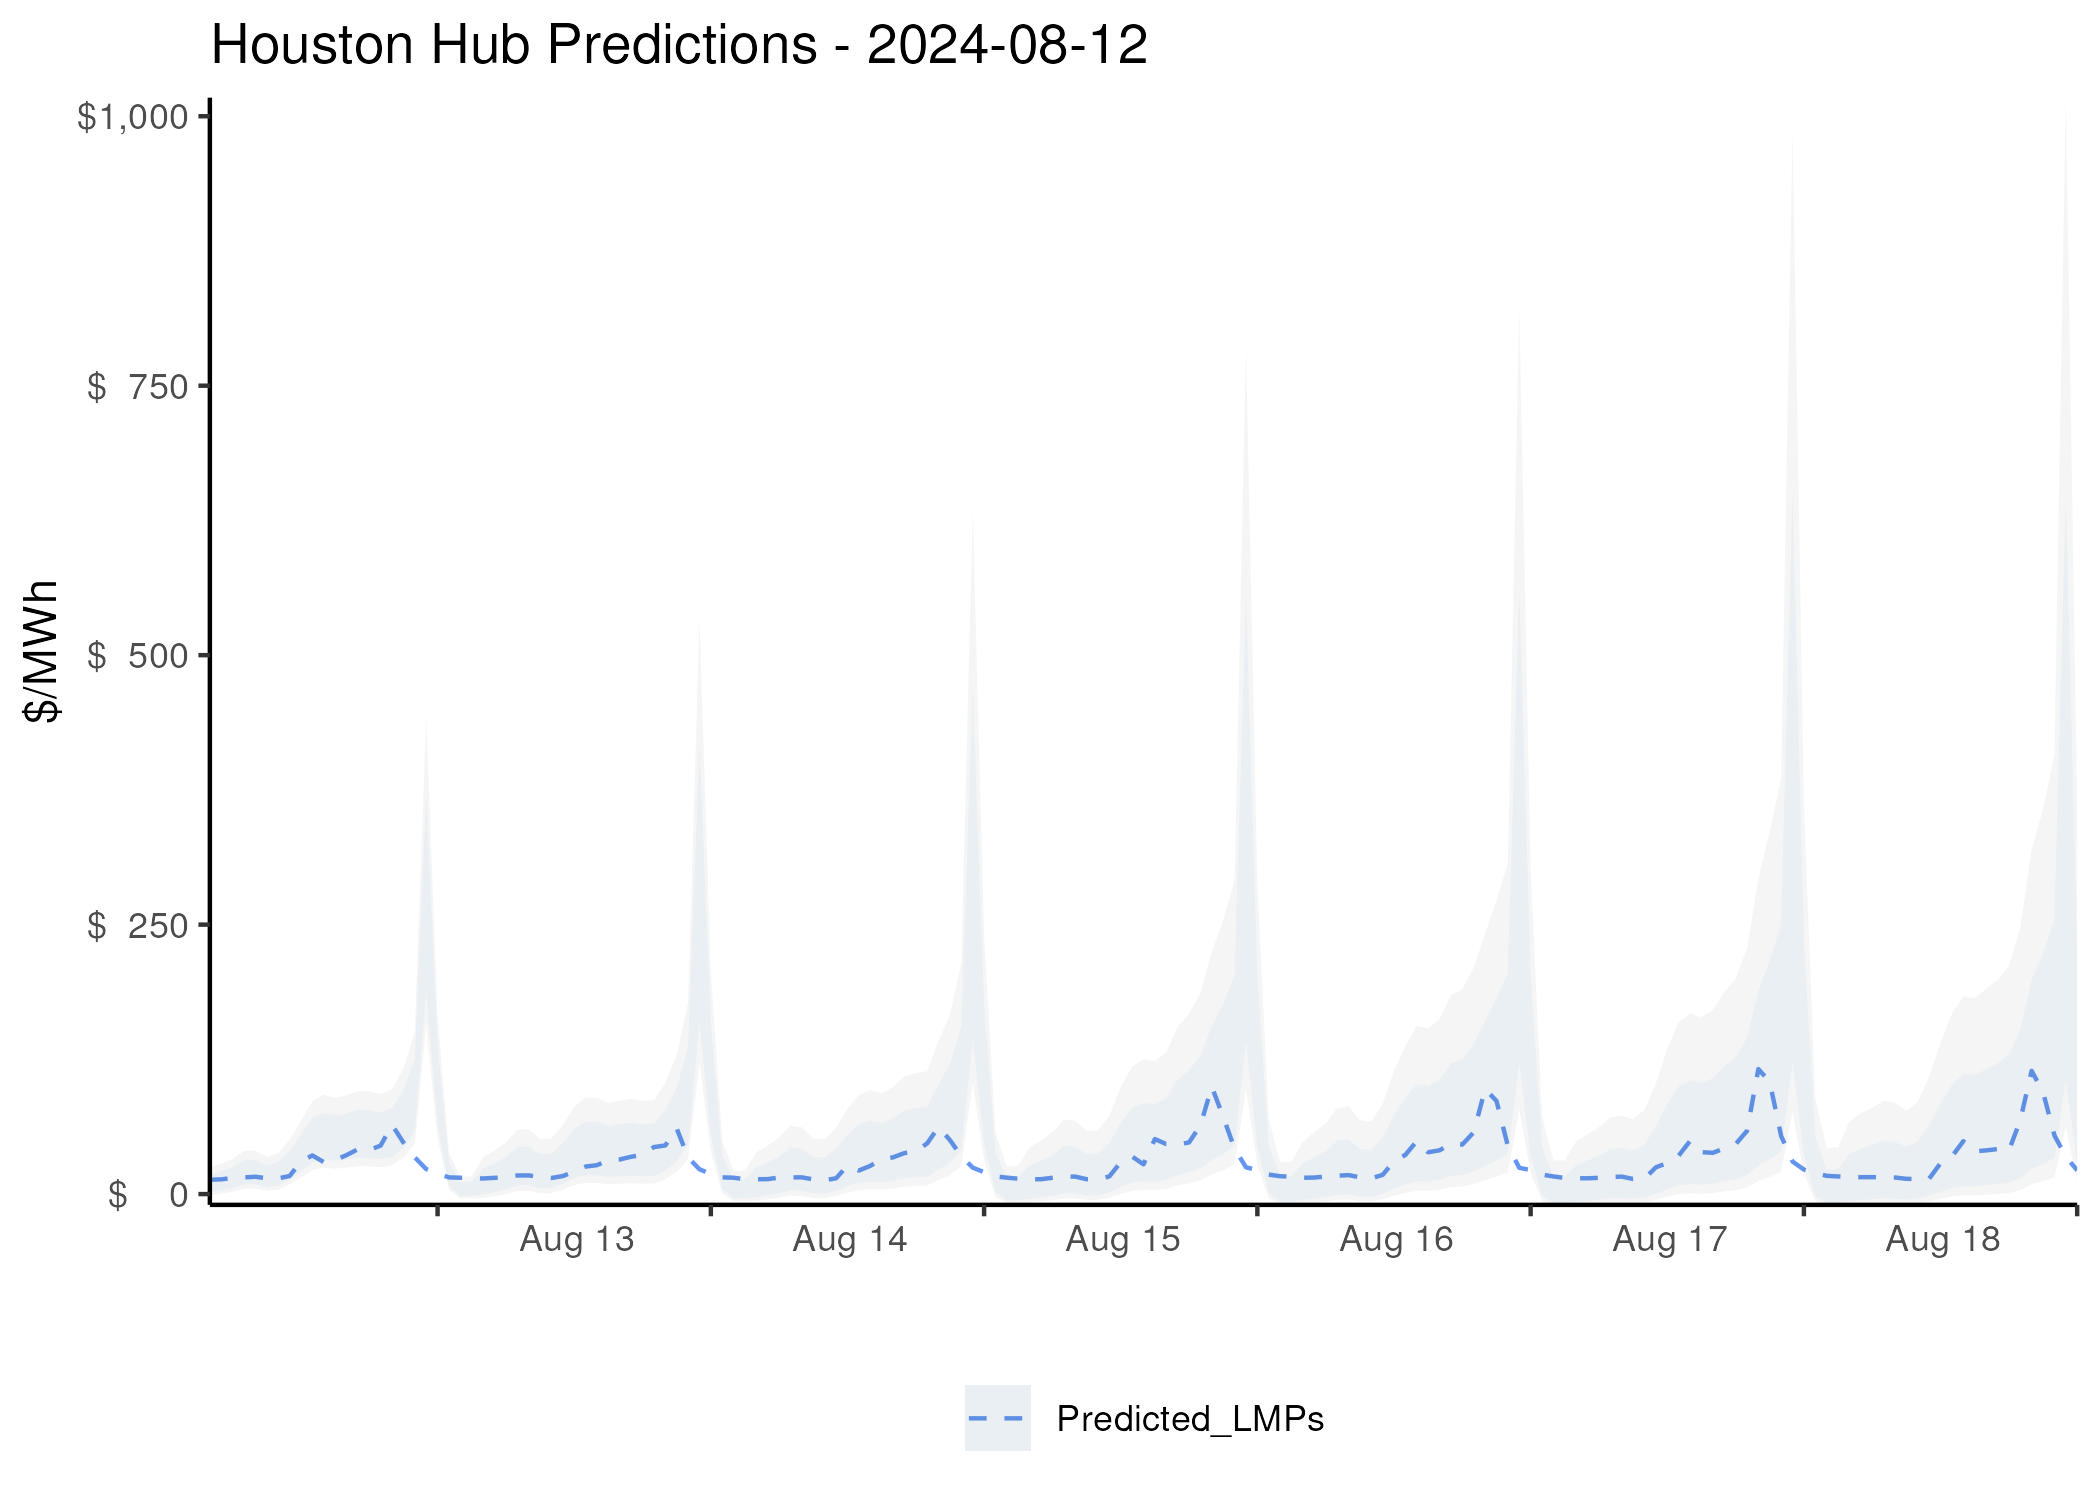 Houston Hub Predictions - 2024-08-12
$1,000
$ 750
$ 500
$ 250
$ 0
$/MWh
Aug 13 Aug 14 Aug 15 Aug 16 Aug 17 Aug 18
Predicted_LMPs